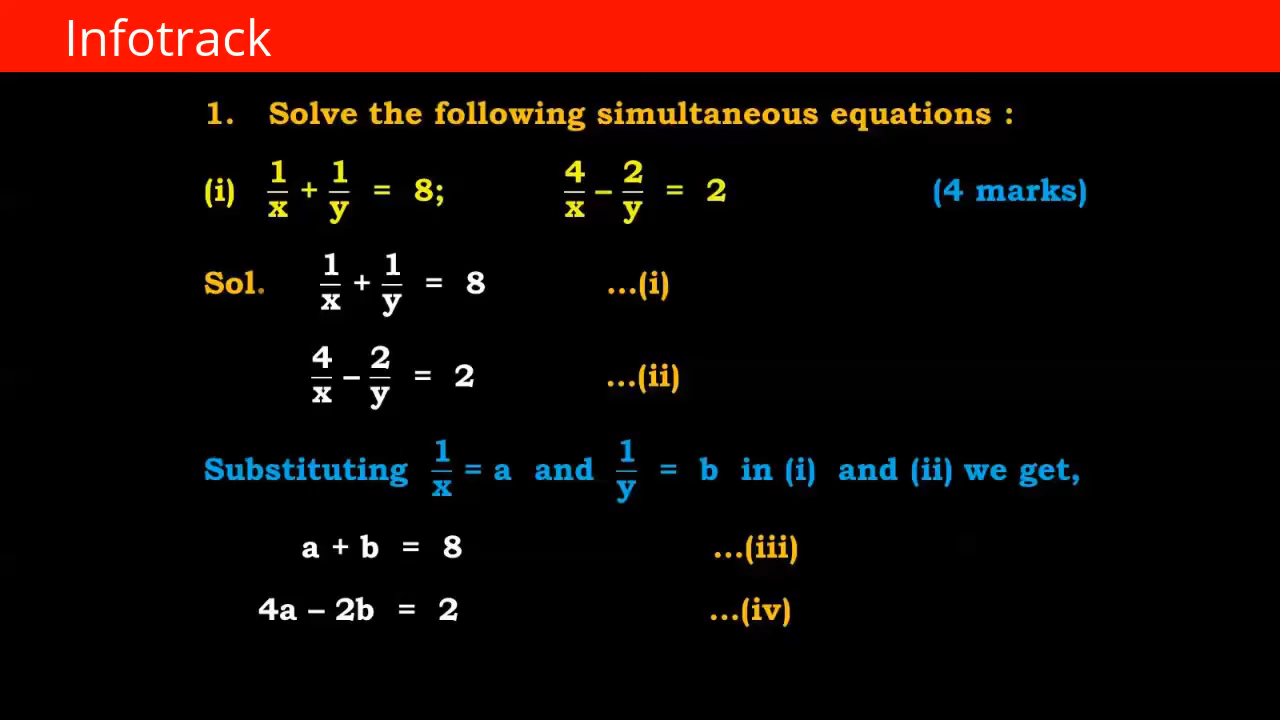 Infotrack
1. Solve the following simultaneous equations :
(i) 1/x + 1/y = 8; 4/x – 2/y = 2 (4 marks)
Sol. 1/x + 1/y = 8 ...(i)
4/x – 2/y = 2 ...(ii)
Substituting 1/x = a and 1/y = b in (i) and (ii) we get,
a + b = 8 ...(iii)
4a – 2b = 2 ...(iv)